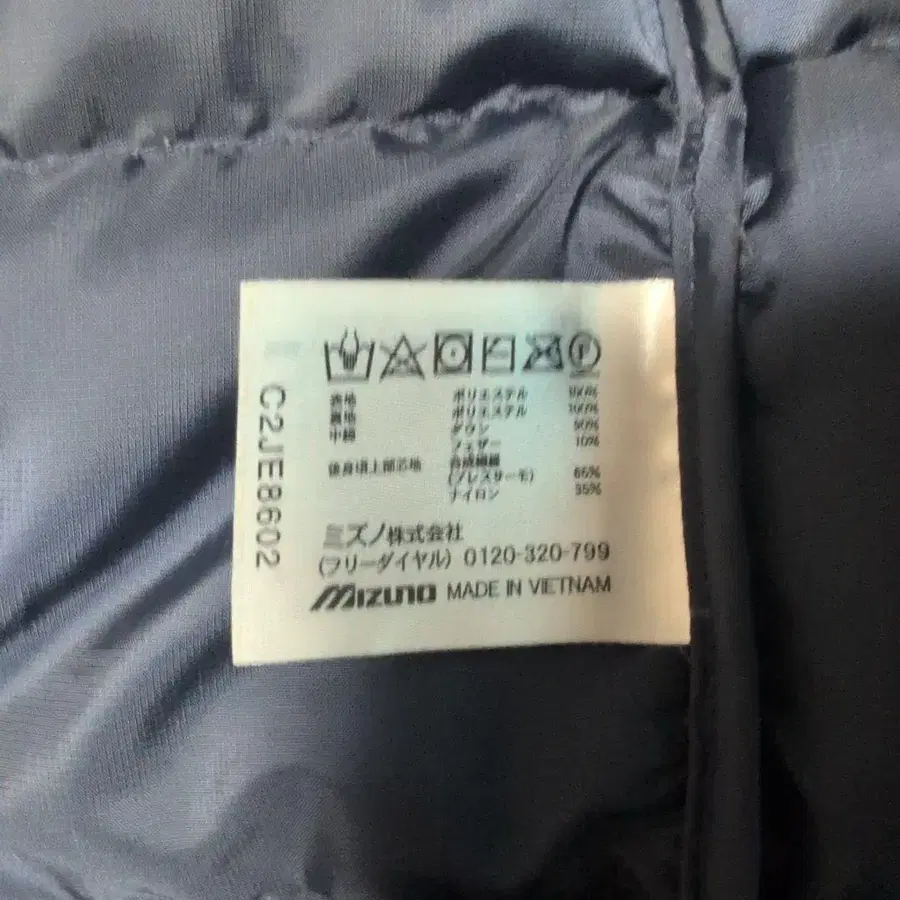 C2JE8602
表地 ポリエステル 100%
裏地 ポリエステル 100%
中綿 ダウン 90%
フェザー 10%
後身頃上部芯地 合成繊維
(ブレスサーモ) 65%
ナイロン 35%
ミズノ株式会社
(フリーダイヤル) 0120-320-799
MIZUNO MADE IN VIETNAM